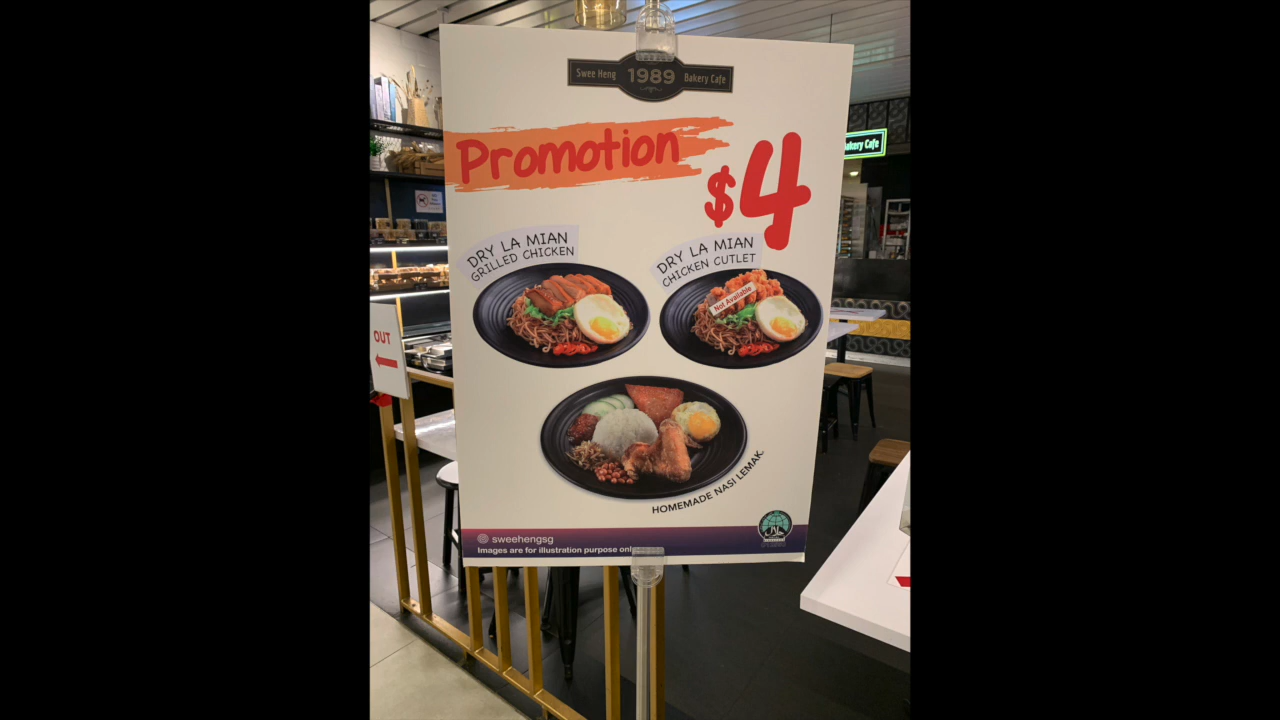 Swee Heng 1989 Bakery Cafe
Promotion
$4
Bakery Cafe
DRY LA MIAN
GRILLED CHICKEN
DRY LA MIAN
CHICKEN CUTLET
Not Available
OUT
HOMEMADE NASI LEMAK
sweehengsg
Images are for illustration purpose only